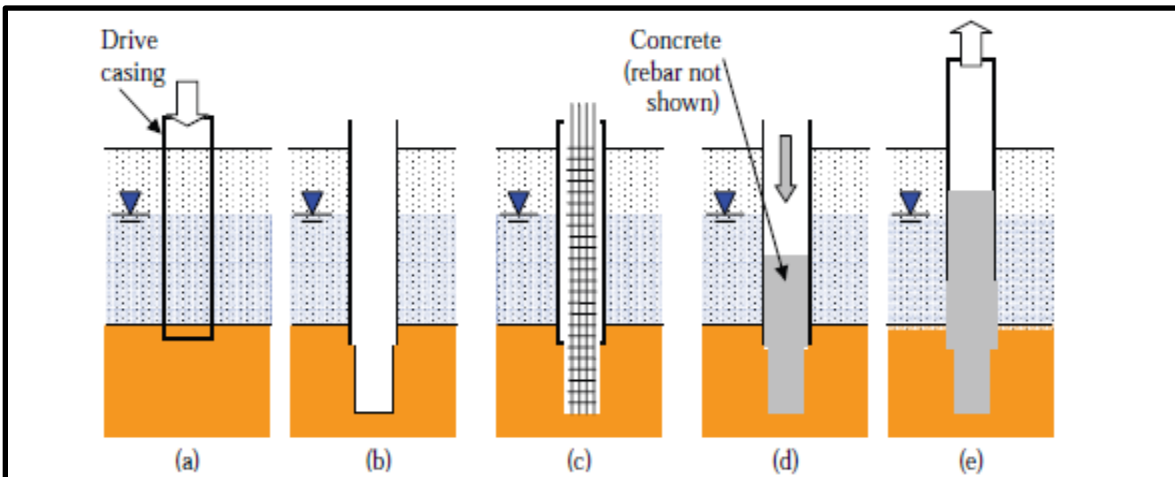 Drive
casing
Concrete
(rebar not
shown)
(a)
(b)
(c)
(d)
(e)